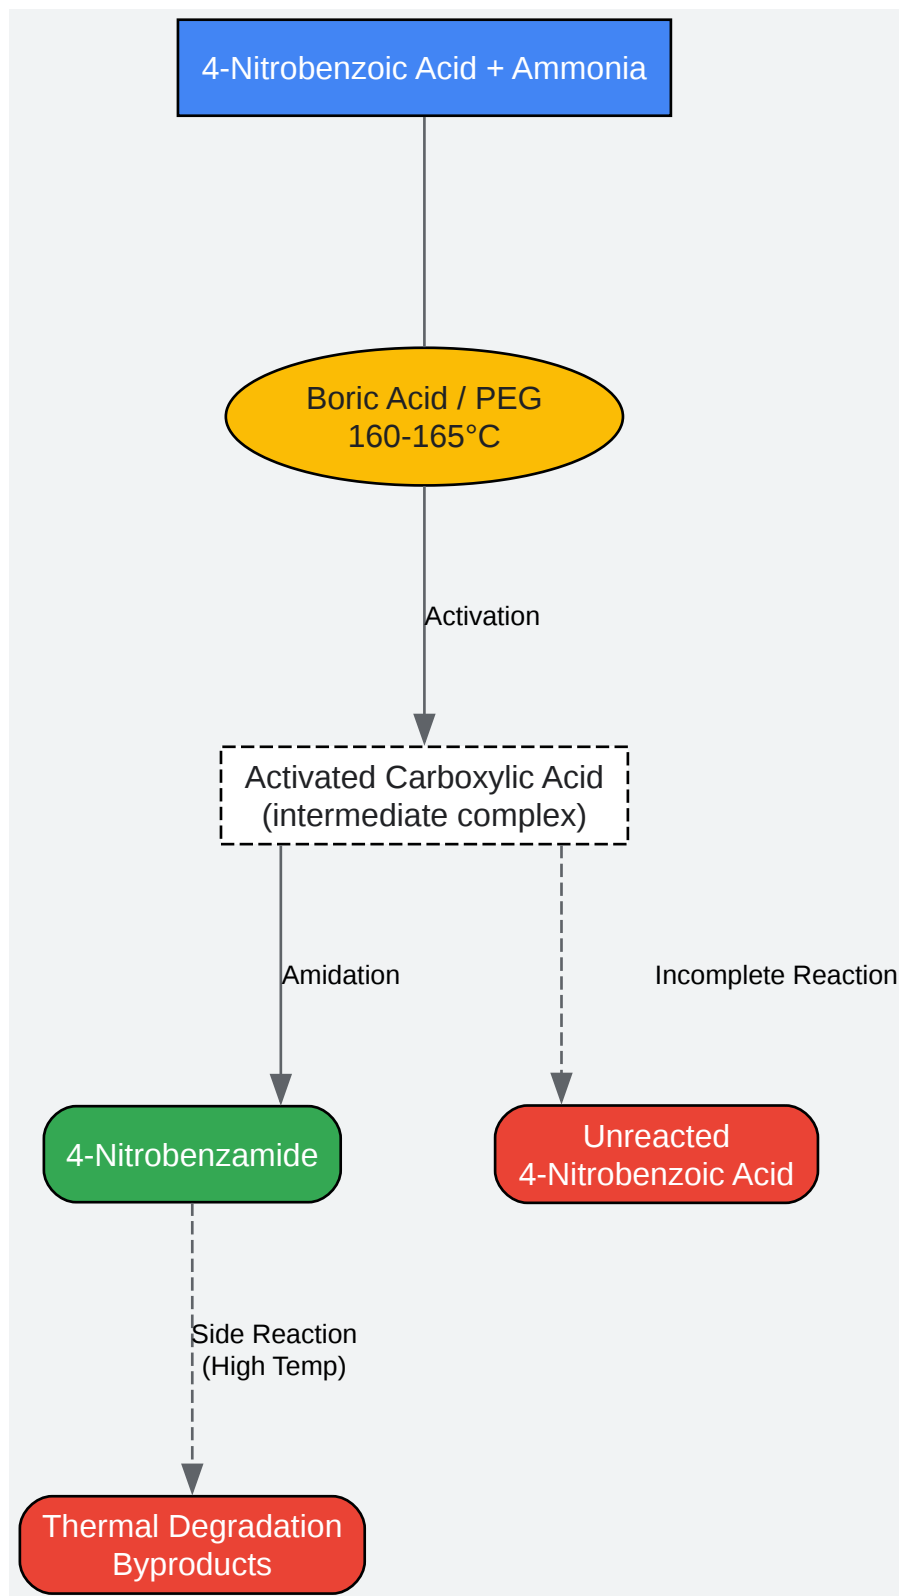 4-Nitrobenzoic Acid + Ammonia
Boric Acid / PEG
160-165°C
Activation
Activated Carboxylic Acid
(intermediate complex)
Amidation
Incomplete Reaction
4-Nitrobenzamide
Unreacted
4-Nitrobenzoic Acid
Side Reaction
(High Temp)
Thermal Degradation
Byproducts